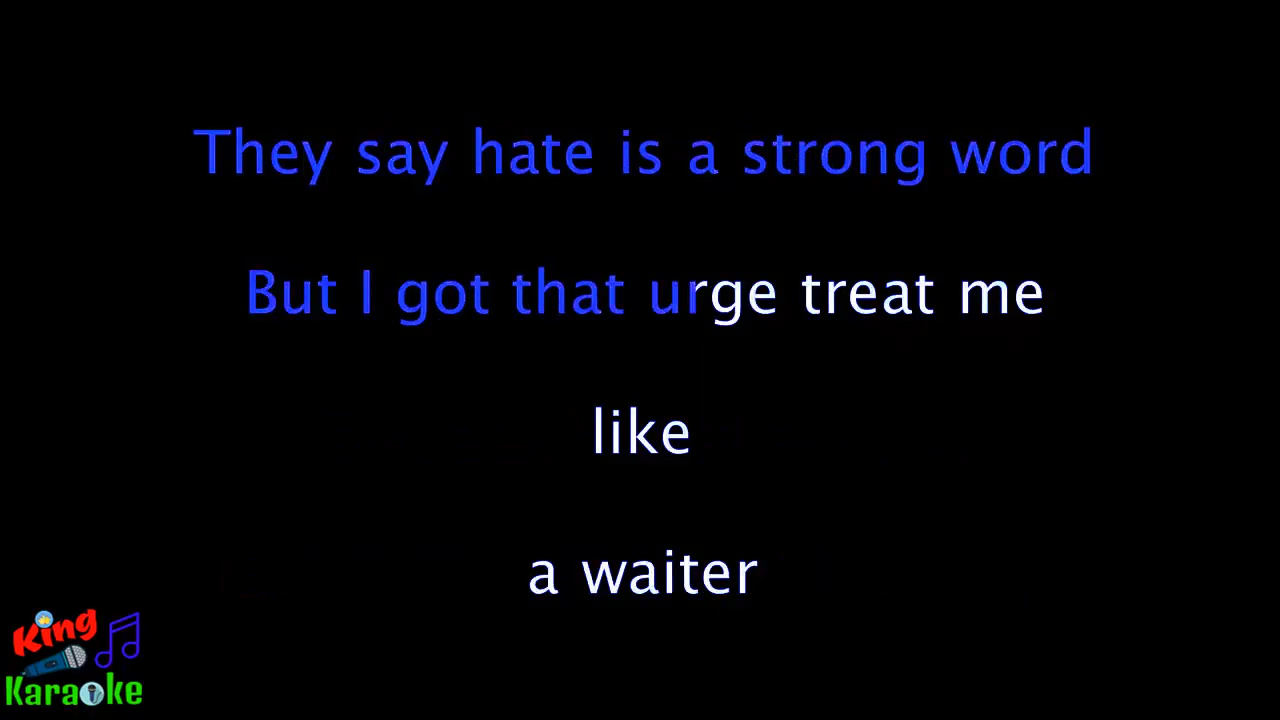 They say hate is a strong word
But I got that urge treat me
like
a waiter
King
Karaoke